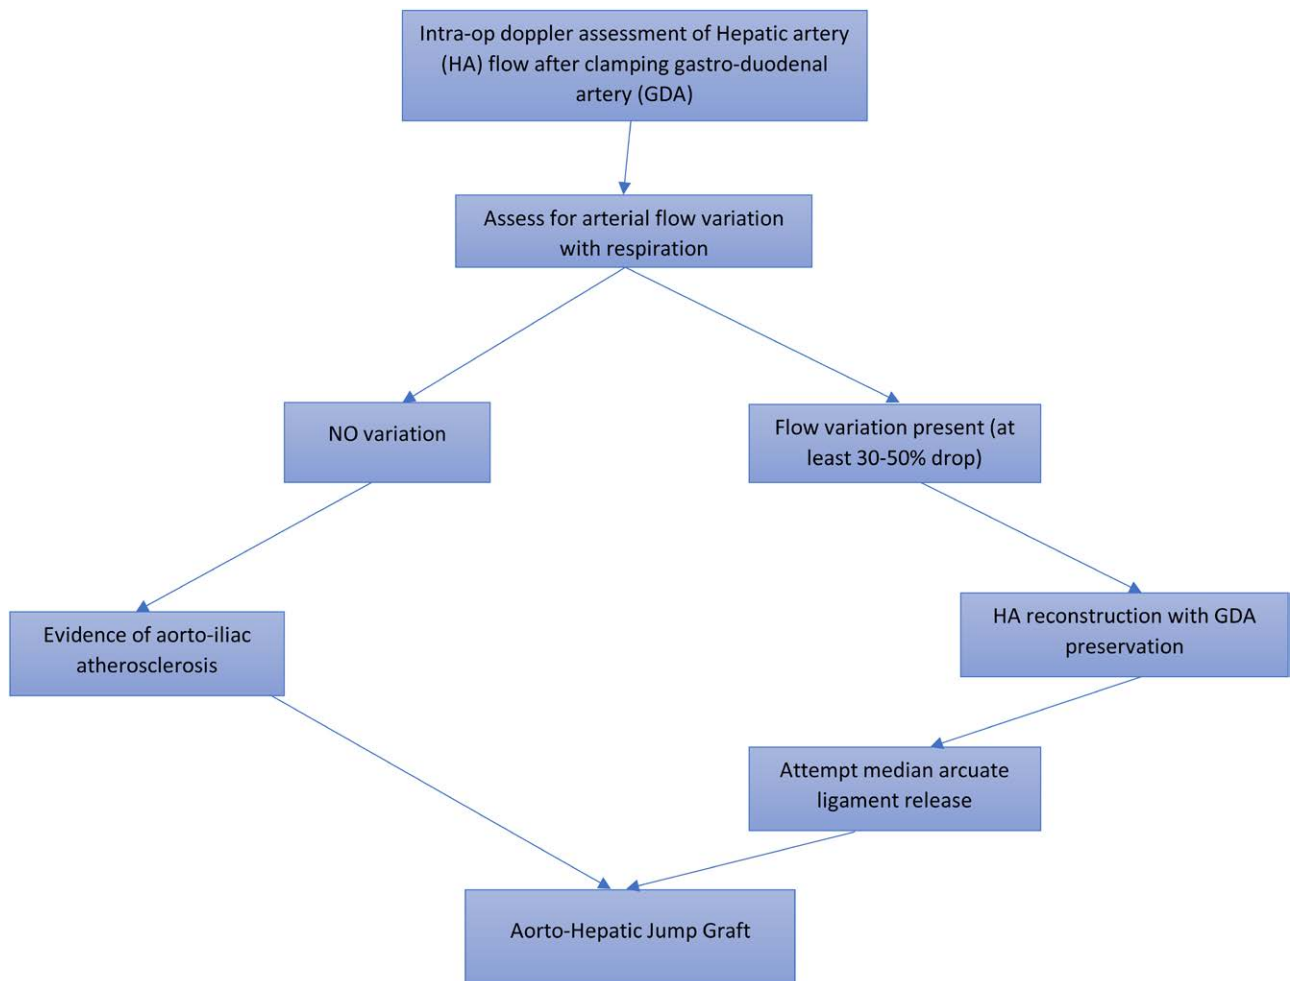 Intra-op doppler assessment of Hepatic artery
(HA) flow after clamping gastro-duodenal
artery (GDA)
Assess for arterial flow variation
with respiration
NO variation
Flow variation present (at
least 30-50% drop)
Evidence of aorto-iliac
atherosclerosis
HA reconstruction with GDA
preservation
Attempt median arcuate
ligament release
Aorto-Hepatic Jump Graft